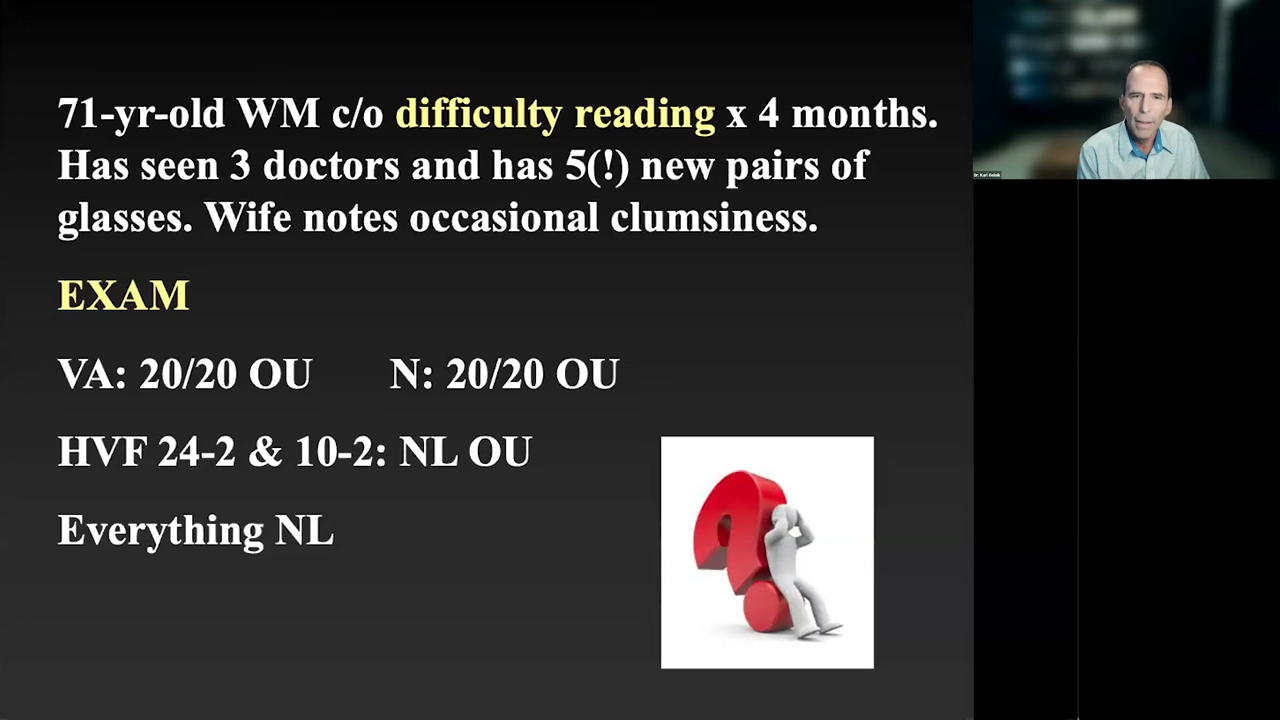 71-yr-old WM c/o difficulty reading x 4 months.
Has seen 3 doctors and has 5(!) new pairs of
glasses. Wife notes occasional clumsiness.
EXAM
VA: 20/20 OU N: 20/20 OU
HVF 24-2 & 10-2: NL OU
Everything NL